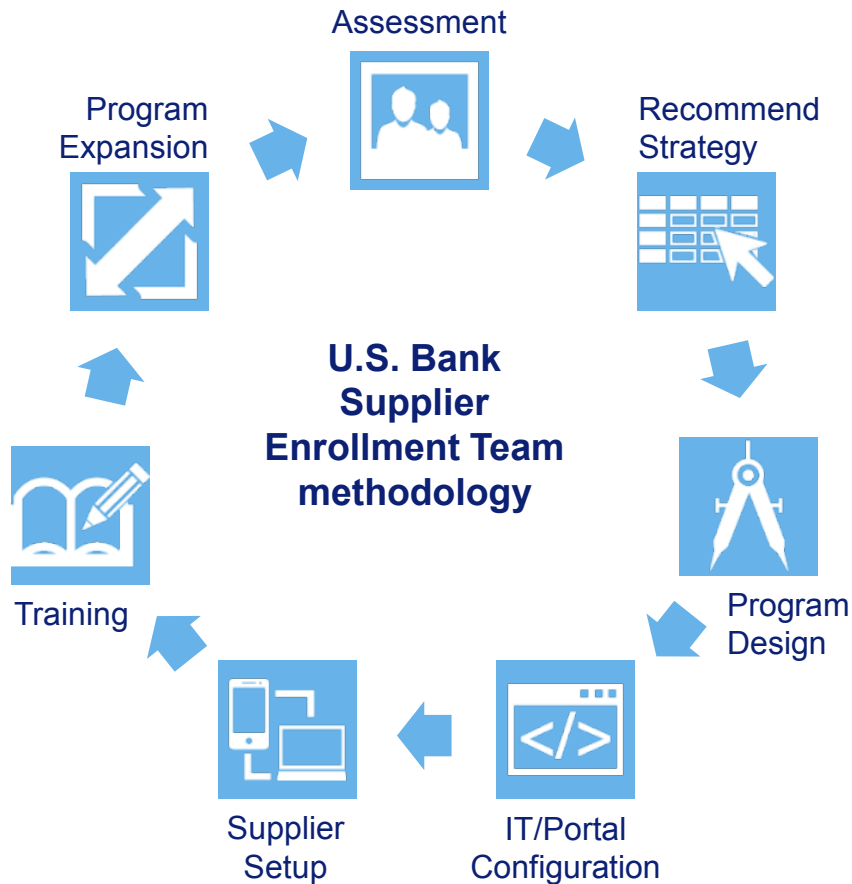 Assessment
Recommend
Strategy
Program
Design
IT/Portal
Configuration
Supplier
Setup
Training
Program
Expansion
U.S. Bank
Supplier
Enrollment Team
methodology